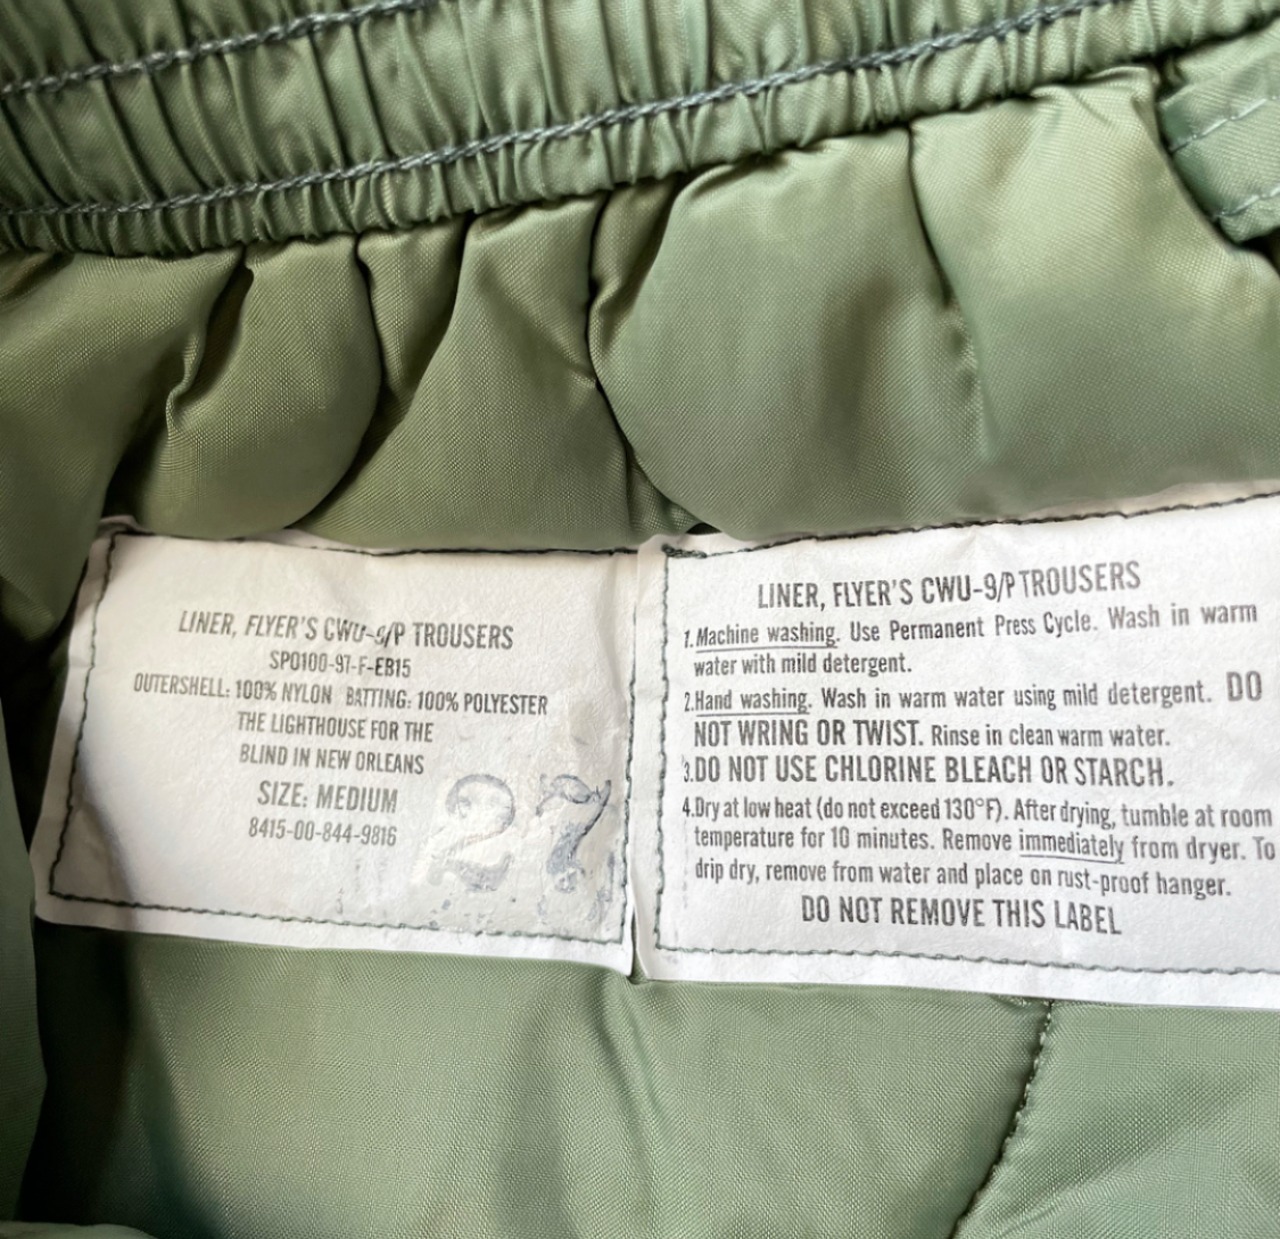 LINER, FLYER'S CWU-9/P TROUSERS
SPO100-97-F-EB15
OUTERSHELL: 100% NYLON BATTING: 100% POLYESTER
THE LIGHTHOUSE FOR THE
BLIND IN NEW ORLEANS
SIZE: MEDIUM
8415-00-844-9816
27
LINER, FLYER'S CWU-9/P TROUSERS
1.Machine washing. Use Permanent Press Cycle. Wash in warm
water with mild detergent.
2.Hand washing. Wash in warm water using mild detergent. DO
NOT WRING OR TWIST. Rinse in clean warm water.
3.DO NOT USE CHLORINE BLEACH OR STARCH.
4.Dry at low heat (do not exceed 130°F). After drying, tumble at room
temperature for 10 minutes. Remove immediately from dryer. To
drip dry, remove from water and place on rust-proof hanger.
DO NOT REMOVE THIS LABEL